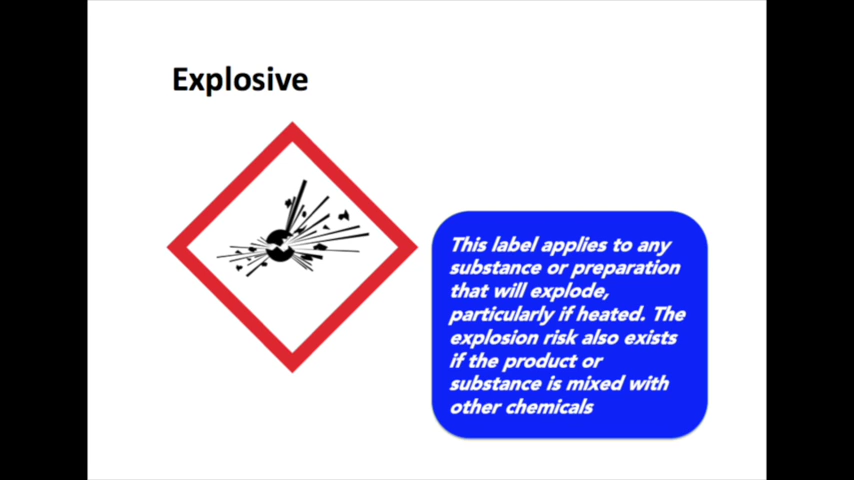 Explosive
This label applies to any
substance or preparation
that will explode,
particularly if heated. The
explosion risk also exists
if the product or
substance is mixed with
other chemicals